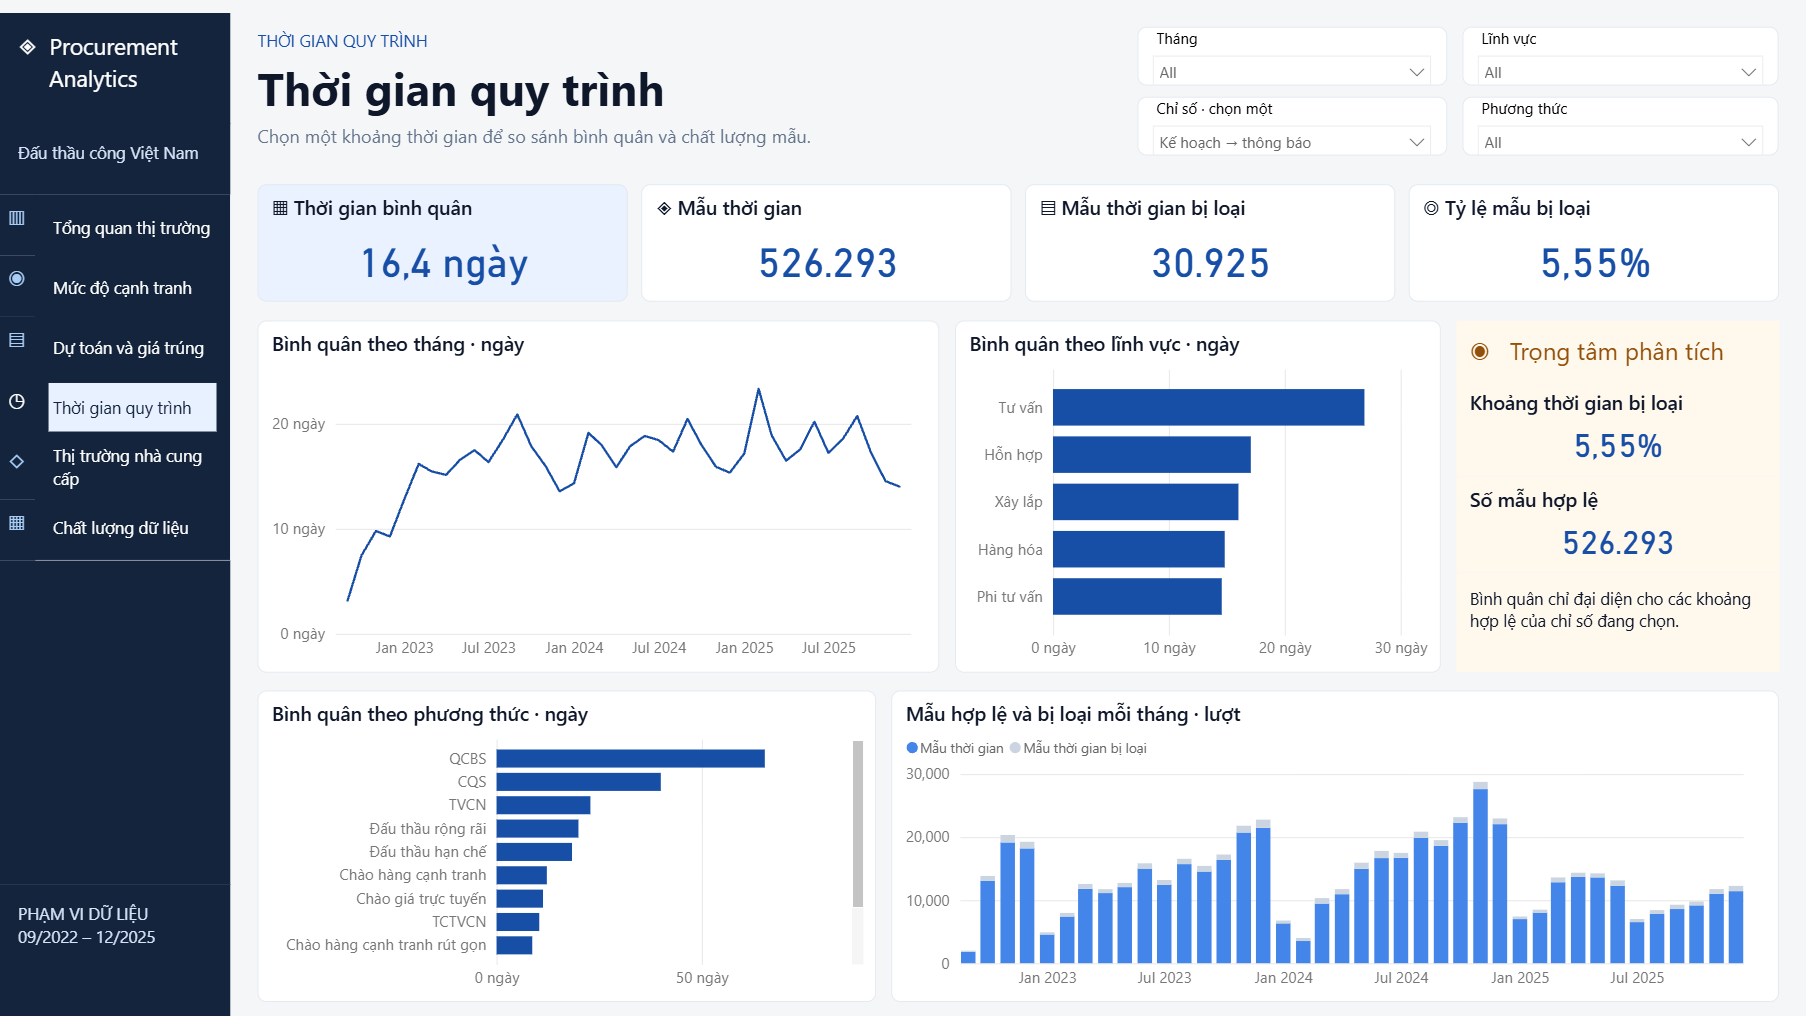 Procurement
Analytics
Đấu thầu công Việt Nam
Tổng quan thị trường
Mức độ cạnh tranh
Dự toán và giá trúng
Thời gian quy trình
Thị trường nhà cung
cấp
Chất lượng dữ liệu
PHẠM VI DỮ LIỆU
09/2022 – 12/2025
THỜI GIAN QUY TRÌNH
Thời gian quy trình
Chọn một khoảng thời gian để so sánh bình quân và chất lượng mẫu.
Tháng
All
Lĩnh vực
All
Chỉ số · chọn một
Kế hoạch → thông báo
Phương thức
All
Thời gian bình quân
16,4 ngày
Mẫu thời gian
526.293
Mẫu thời gian bị loại
30.925
Tỷ lệ mẫu bị loại
5,55%
Bình quân theo tháng · ngày
20 ngày
10 ngày
0 ngày
Jan 2023 Jul 2023 Jan 2024 Jul 2024 Jan 2025 Jul 2025
Bình quân theo lĩnh vực · ngày
Tư vấn
Hỗn hợp
Xây lắp
Hàng hóa
Phi tư vấn
0 ngày 10 ngày 20 ngày 30 ngày
Trọng tâm phân tích
Khoảng thời gian bị loại
5,55%
Số mẫu hợp lệ
526.293
Bình quân chỉ đại diện cho các khoảng
hợp lệ của chỉ số đang chọn.
Bình quân theo phương thức · ngày
QCBS
CQS
TVCN
Đấu thầu rộng rãi
Đấu thầu hạn chế
Chào hàng cạnh tranh
Chào giá trực tuyến
TCTVCN
Chào hàng cạnh tranh rút gọn
0 ngày 50 ngày
Mẫu hợp lệ và bị loại mỗi tháng · lượt
Mẫu thời gian Mẫu thời gian bị loại
30,000
20,000
10,000
0
Jan 2023 Jul 2023 Jan 2024 Jul 2024 Jan 2025 Jul 2025